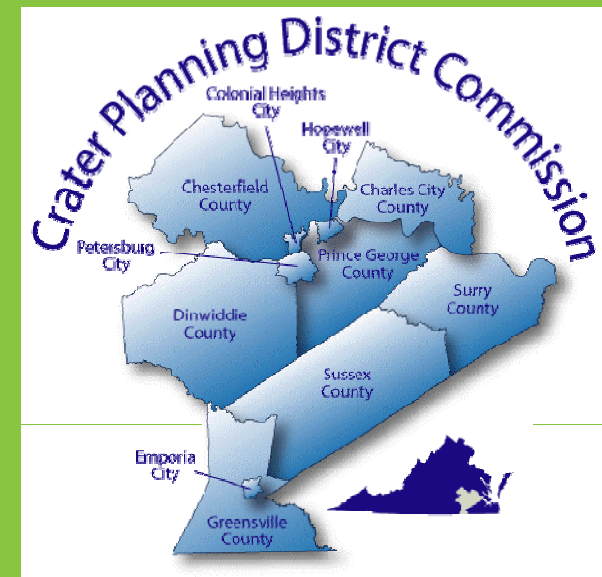 Crater Planning District Commission
Colonial Heights
City
Hopewell
City
Chesterfield
County
Charles City
County
Petersburg
City
Prince George
County
Surry
County
Dinwiddie
County
Sussex
County
Emporia
City
Greensville
County